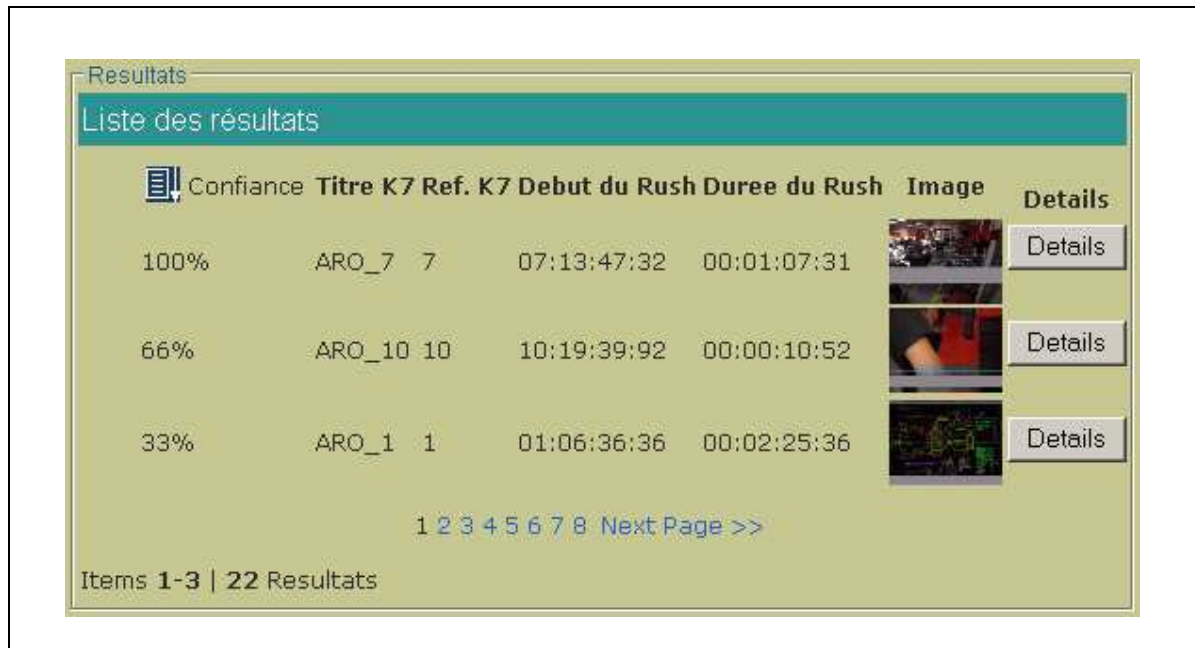 Resultats
Liste des résultats
Confiance Titre K7 Ref. K7 Debut du Rush Duree du Rush Image Details
100% ARO_7 7 07:13:47:32 00:01:07:31 Details
66% ARO_10 10 10:19:39:92 00:00:10:52 Details
33% ARO_1 1 01:06:36:36 00:02:25:36 Details
1 2 3 4 5 6 7 8 Next Page >>
Items 1-3 | 22 Resultats